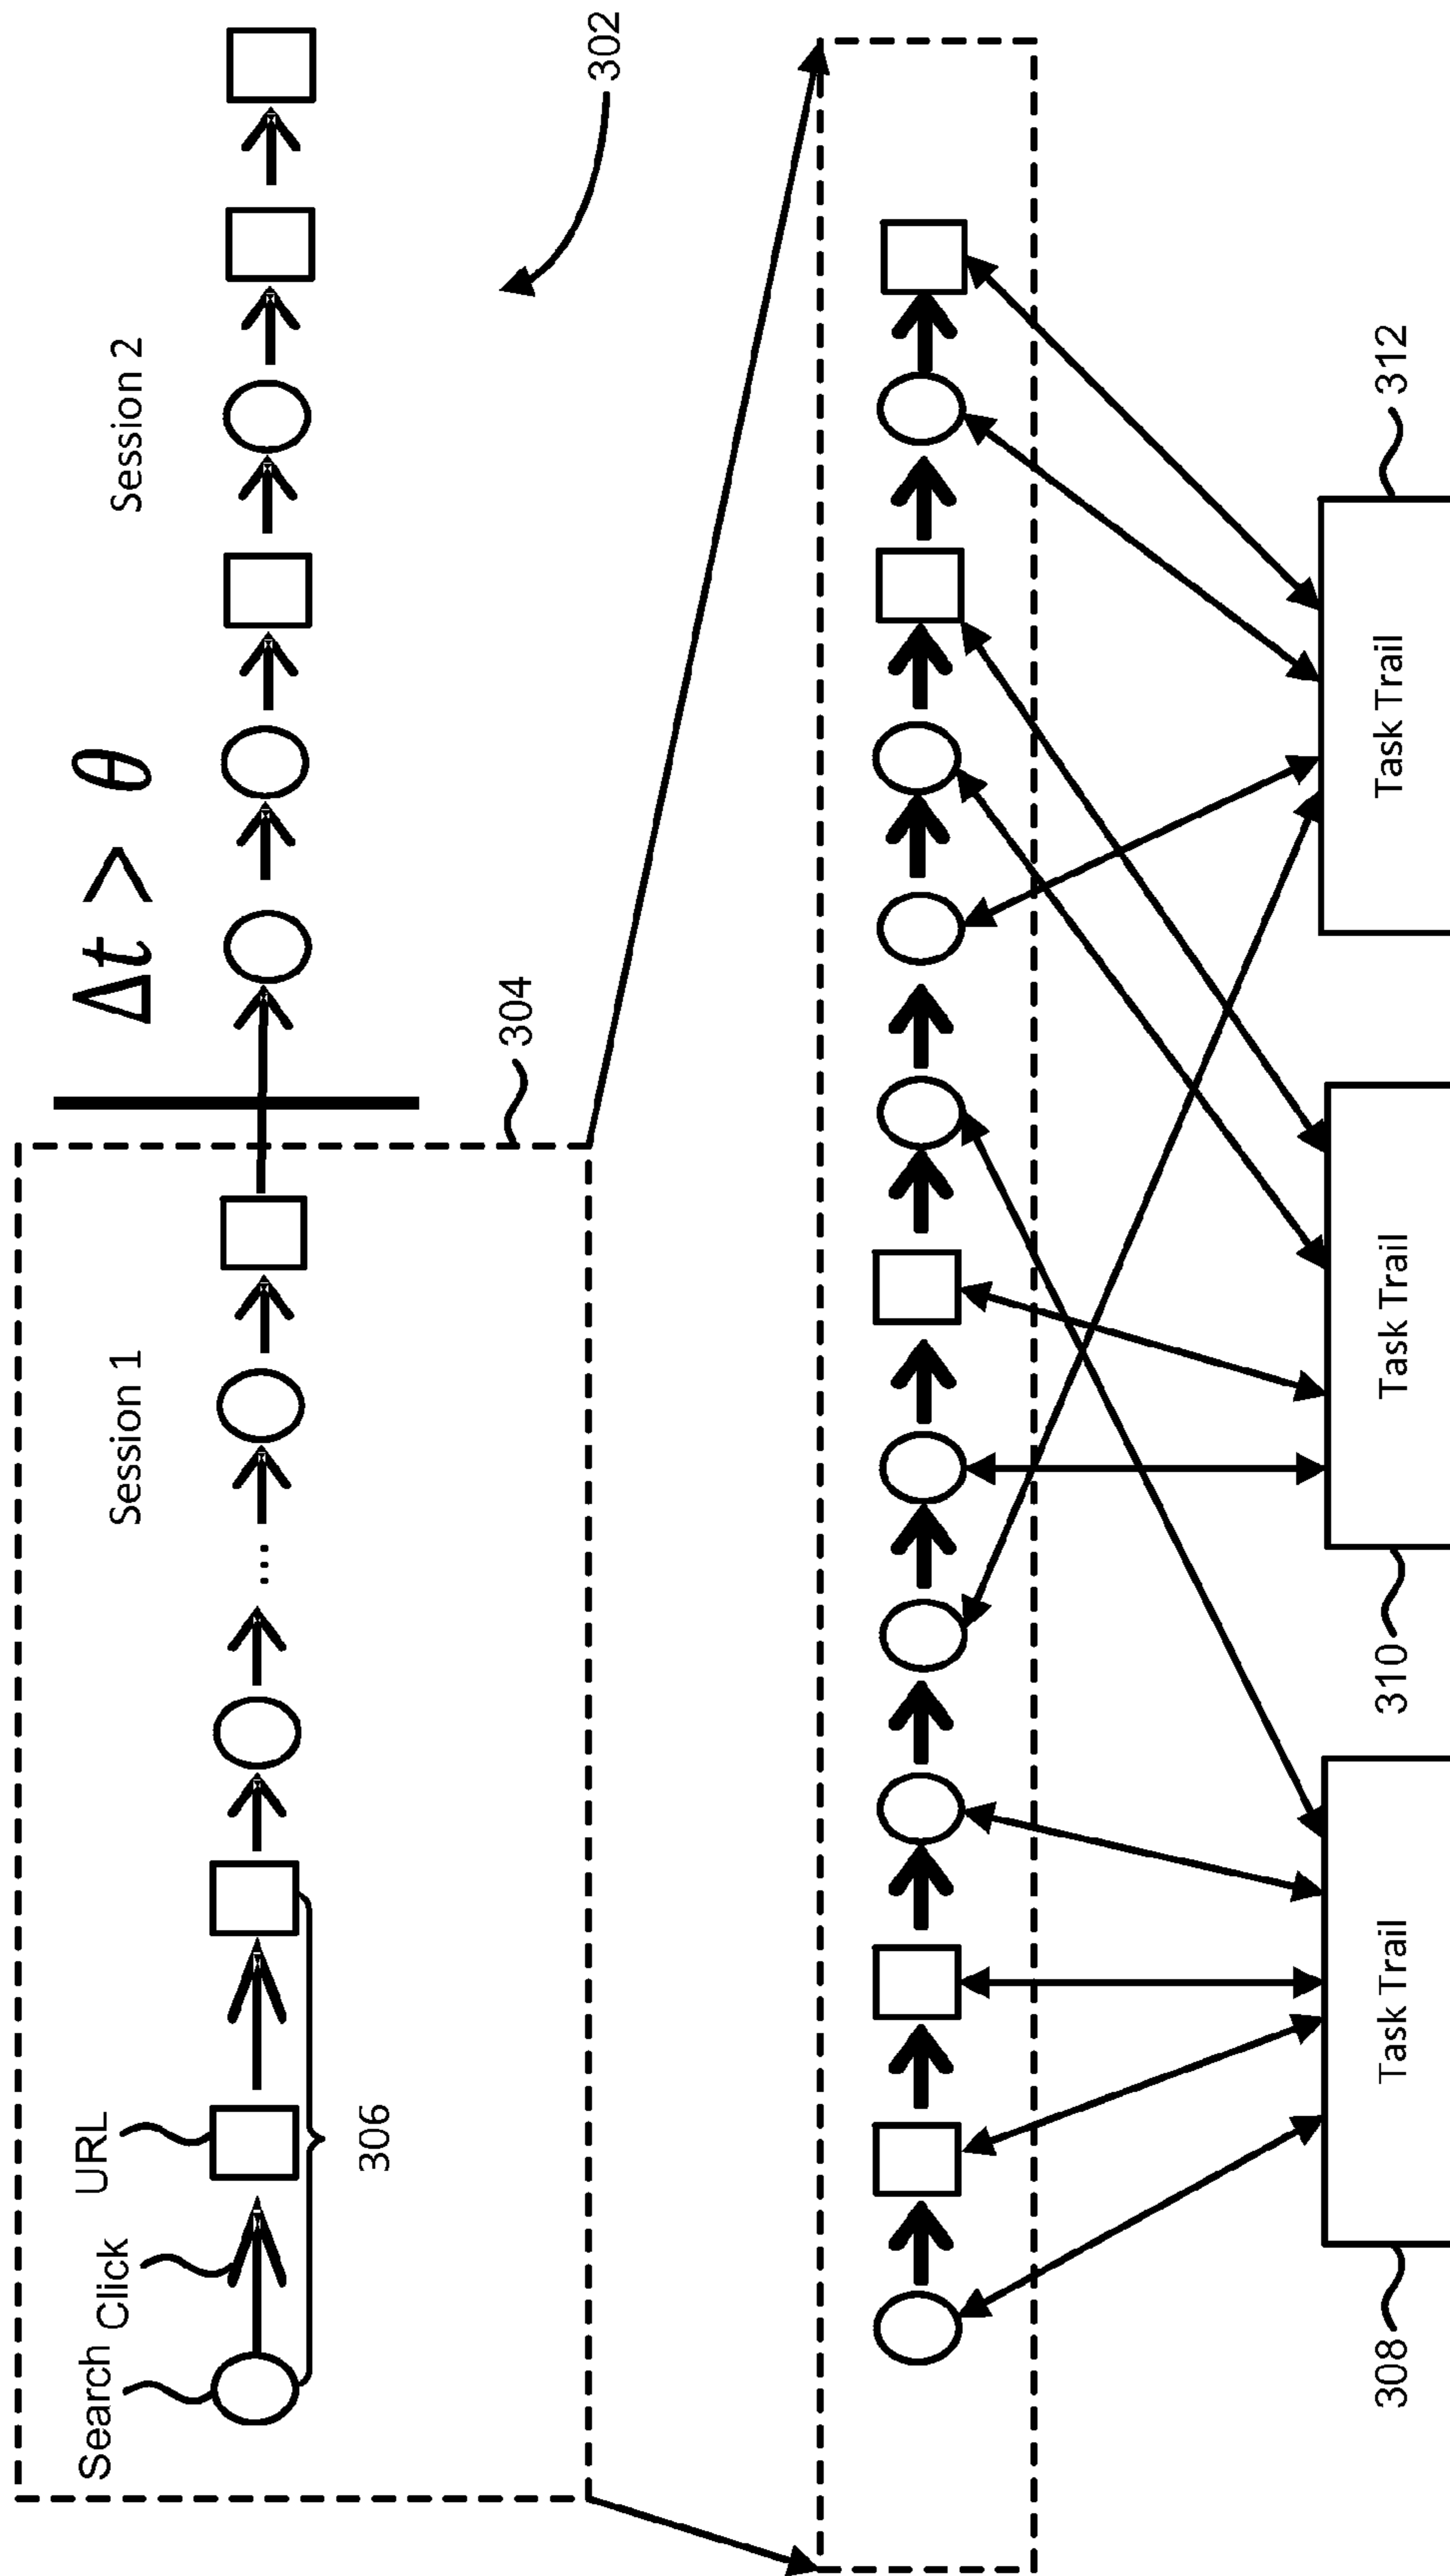 Session 1
Δt > θ
Session 2
Search
Click
URL
306
304
302
308
Task Trail
310
Task Trail
312
Task Trail
...